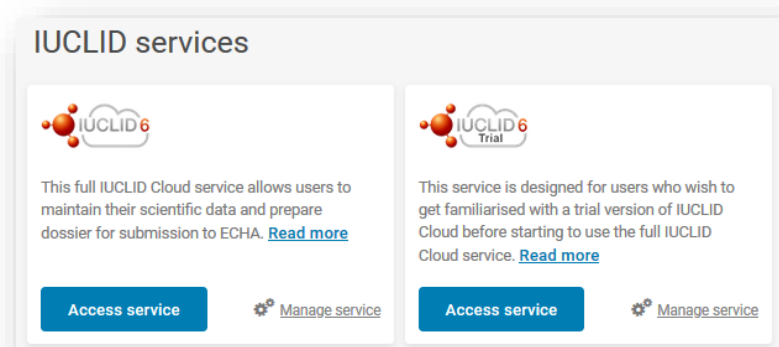 IUCLID services
IUCLID 6
This full IUCLID Cloud service allows users to
maintain their scientific data and prepare
dossier for submission to ECHA. Read more
Access service
Manage service
IUCLID 6
Trial
This service is designed for users who wish to
get familiarised with a trial version of IUCLID
Cloud before starting to use the full IUCLID
Cloud service. Read more
Access service
Manage service